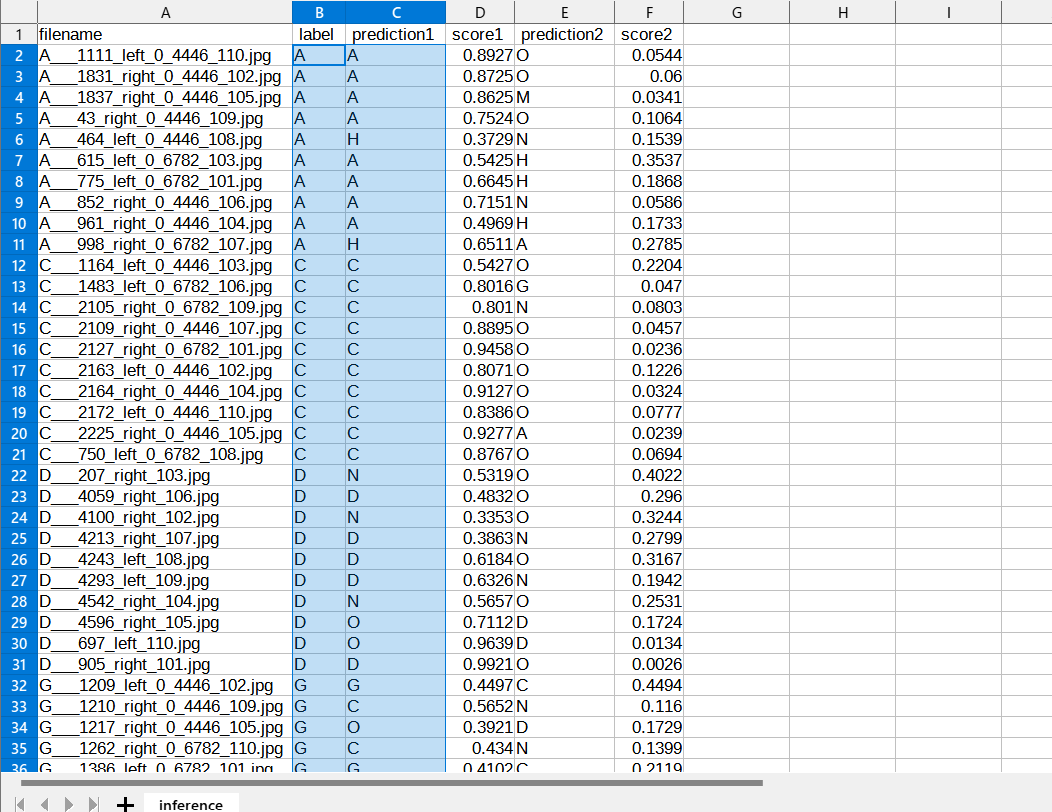 A B C D E F G H I
1 filename label prediction1 score1 prediction2 score2
2 A___1111_left_0_4446_110.jpg A A 0.8927 O 0.0544
3 A___1831_right_0_4446_102.jpg A A 0.8725 O 0.06
4 A___1837_right_0_4446_105.jpg A A 0.8625 M 0.0341
5 A___43_right_0_4446_109.jpg A A 0.7524 O 0.1064
6 A___464_left_0_4446_108.jpg A H 0.3729 N 0.1539
7 A___615_left_0_6782_103.jpg A A 0.5425 H 0.3537
8 A___775_left_0_6782_101.jpg A A 0.6645 H 0.1868
9 A___852_right_0_4446_106.jpg A A 0.7151 N 0.0586
10 A___961_right_0_4446_104.jpg A A 0.4969 H 0.1733
11 A___998_right_0_6782_107.jpg A H 0.6511 A 0.2785
12 C___1164_left_0_4446_103.jpg C C 0.5427 O 0.2204
13 C___1483_left_0_6782_106.jpg C C 0.8016 G 0.047
14 C___2105_right_0_6782_109.jpg C C 0.801 N 0.0803
15 C___2109_right_0_4446_107.jpg C C 0.8895 O 0.0457
16 C___2127_right_0_6782_101.jpg C C 0.9458 O 0.0236
17 C___2163_left_0_4446_102.jpg C C 0.8071 O 0.1226
18 C___2164_right_0_4446_104.jpg C C 0.9127 O 0.0324
19 C___2172_left_0_4446_110.jpg C C 0.8386 O 0.0777
20 C___2225_right_0_4446_105.jpg C C 0.9277 A 0.0239
21 C___750_left_0_6782_108.jpg C C 0.8767 O 0.0694
22 D___207_right_103.jpg D N 0.5319 O 0.4022
23 D___4059_right_106.jpg D D 0.4832 O 0.296
24 D___4100_right_102.jpg D N 0.3353 O 0.3244
25 D___4213_right_107.jpg D D 0.3863 N 0.2799
26 D___4243_left_108.jpg D D 0.6184 O 0.3167
27 D___4293_left_109.jpg D D 0.6326 N 0.1942
28 D___4542_right_104.jpg D N 0.5657 O 0.2531
29 D___4596_right_105.jpg D O 0.7112 D 0.1724
30 D___697_left_110.jpg D O 0.9639 D 0.0134
31 D___905_right_101.jpg D D 0.9921 O 0.0026
32 G___1209_left_0_4446_102.jpg G G 0.4497 C 0.4494
33 G___1210_right_0_4446_109.jpg G C 0.5652 N 0.116
34 G___1217_right_0_4446_105.jpg G O 0.3921 D 0.1729
35 G___1262_right_0_6782_110.jpg G C 0.434 N 0.1399
36 G___1386_left_0_6782_101.jpg G G 0.4102 C 0.2119
inference